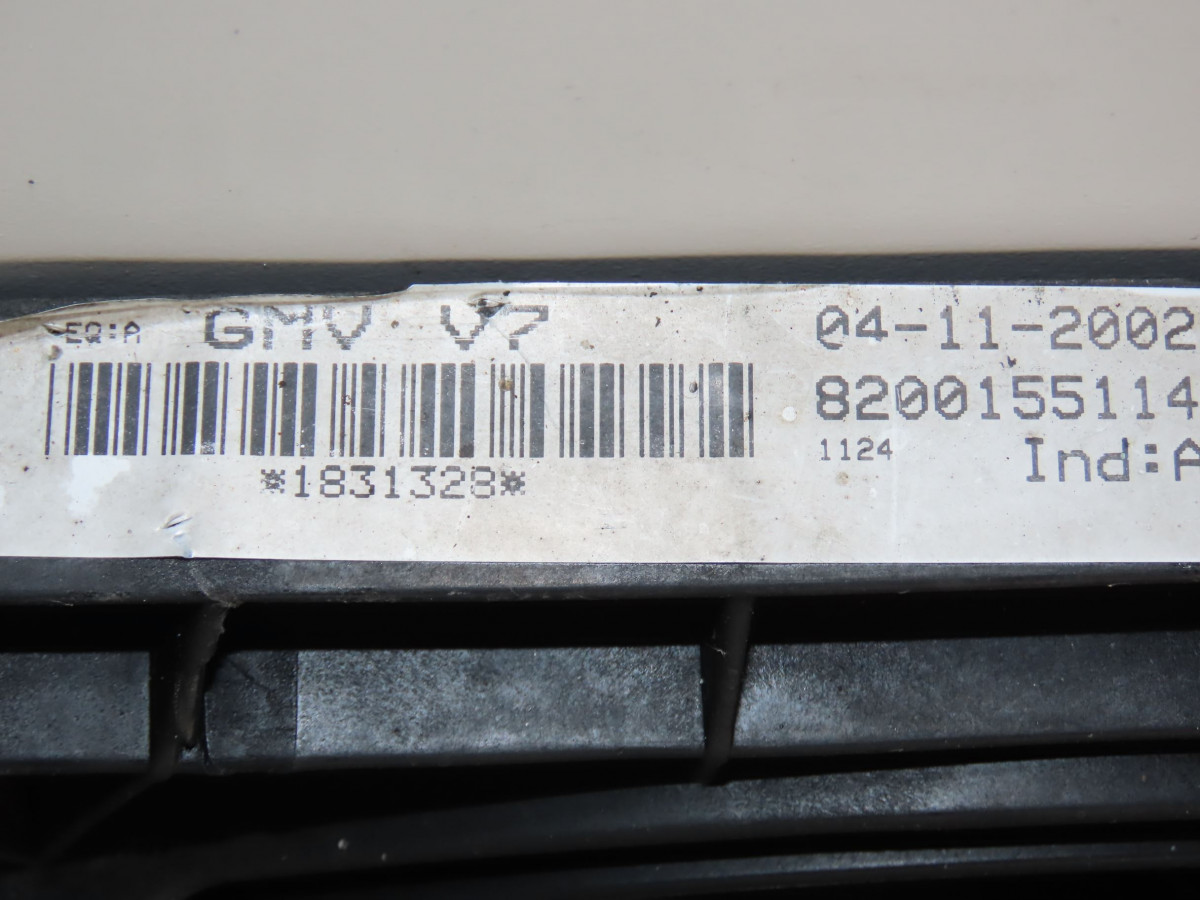 EQ:A GMV V7 04-11-2002
8200155114
1124 Ind:A
*1831328*